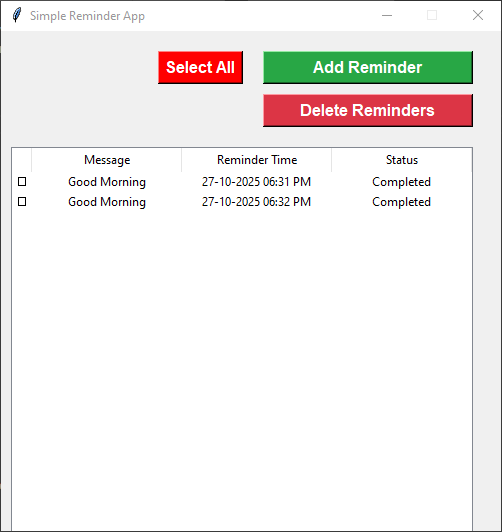 Simple Reminder App
Select All Add Reminder
Delete Reminders
Message Reminder Time Status
Good Morning 27-10-2025 06:31 PM Completed
Good Morning 27-10-2025 06:32 PM Completed